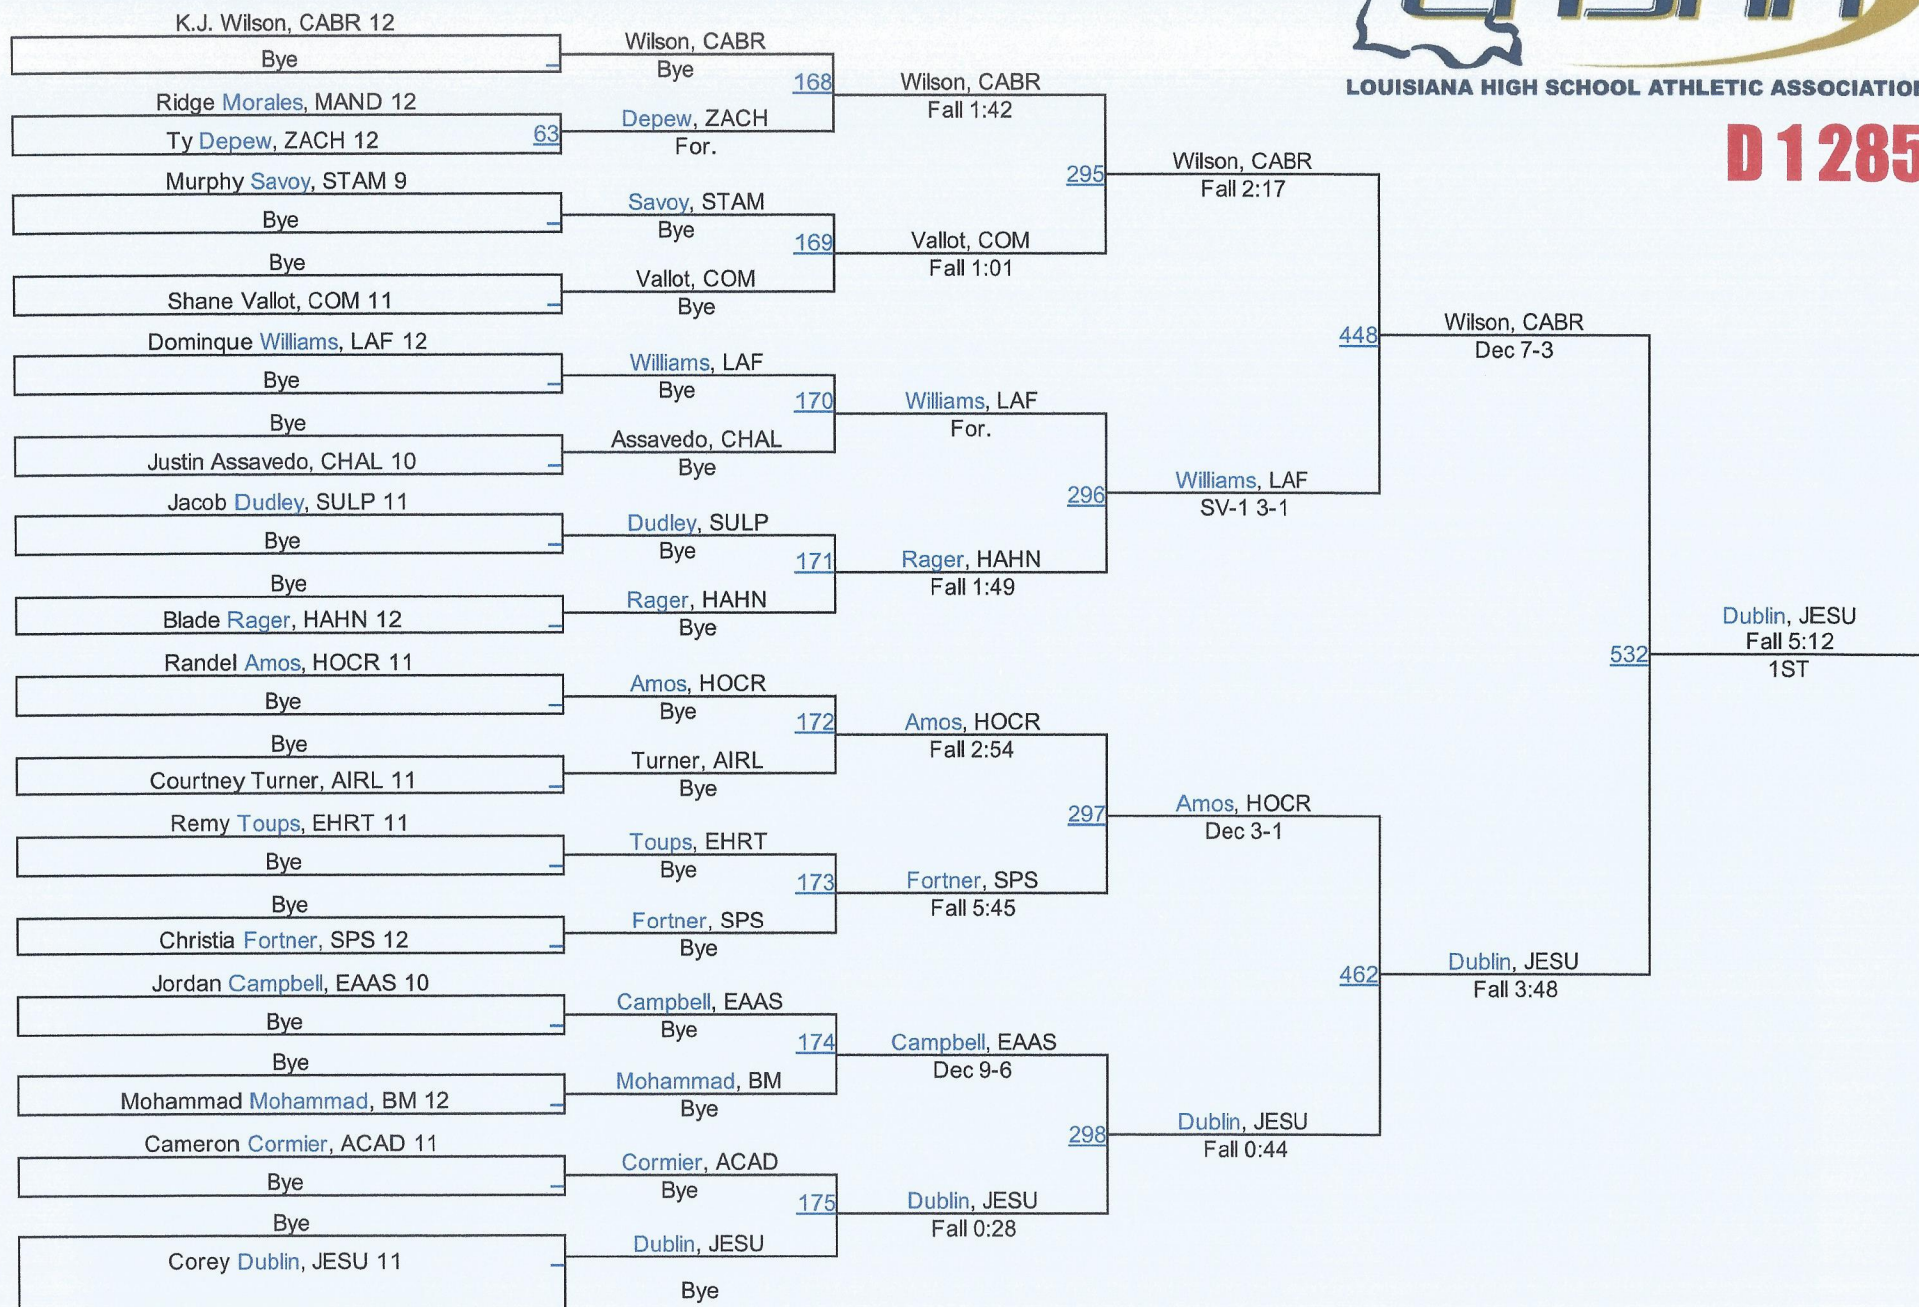 LHSAA
LOUISIANA HIGH SCHOOL ATHLETIC ASSOCIATION
D 1 285
K.J. Wilson, CABR 12
Bye
Ridge Morales, MAND 12
Ty Depew, ZACH 12
63
Murphy Savoy, STAM 9
Bye
Bye
Shane Vallot, COM 11
Dominque Williams, LAF 12
Bye
Bye
Justin Assavedo, CHAL 10
Jacob Dudley, SULP 11
Bye
Bye
Blade Rager, HAHN 12
Randel Amos, HOCR 11
Bye
Bye
Courtney Turner, AIRL 11
Remy Toups, EHRT 11
Bye
Bye
Christia Fortner, SPS 12
Jordan Campbell, EAAS 10
Bye
Bye
Mohammad Mohammad, BM 12
Cameron Cormier, ACAD 11
Bye
Bye
Corey Dublin, JESU 11
Wilson, CABR
Bye
168
Depew, ZACH
For.
Savoy, STAM
Bye
169
Vallot, COM
Bye
Williams, LAF
Bye
170
Assavedo, CHAL
Bye
Dudley, SULP
Bye
171
Rager, HAHN
Bye
Amos, HOCR
Bye
172
Turner, AIRL
Bye
Toups, EHRT
Bye
173
Fortner, SPS
Bye
Campbell, EAAS
Bye
174
Mohammad, BM
Bye
Cormier, ACAD
Bye
175
Dublin, JESU
Bye
Wilson, CABR
Fall 1:42
295
Vallot, COM
Fall 1:01
Williams, LAF
For.
296
Rager, HAHN
Fall 1:49
Amos, HOCR
Fall 2:54
297
Fortner, SPS
Fall 5:45
Campbell, EAAS
Dec 9-6
298
Dublin, JESU
Fall 0:28
Wilson, CABR
Fall 2:17
448
Williams, LAF
SV-1 3-1
Amos, HOCR
Dec 3-1
462
Dublin, JESU
Fall 0:44
Wilson, CABR
Dec 7-3
532
Dublin, JESU
Fall 3:48
Dublin, JESU
Fall 5:12
1ST